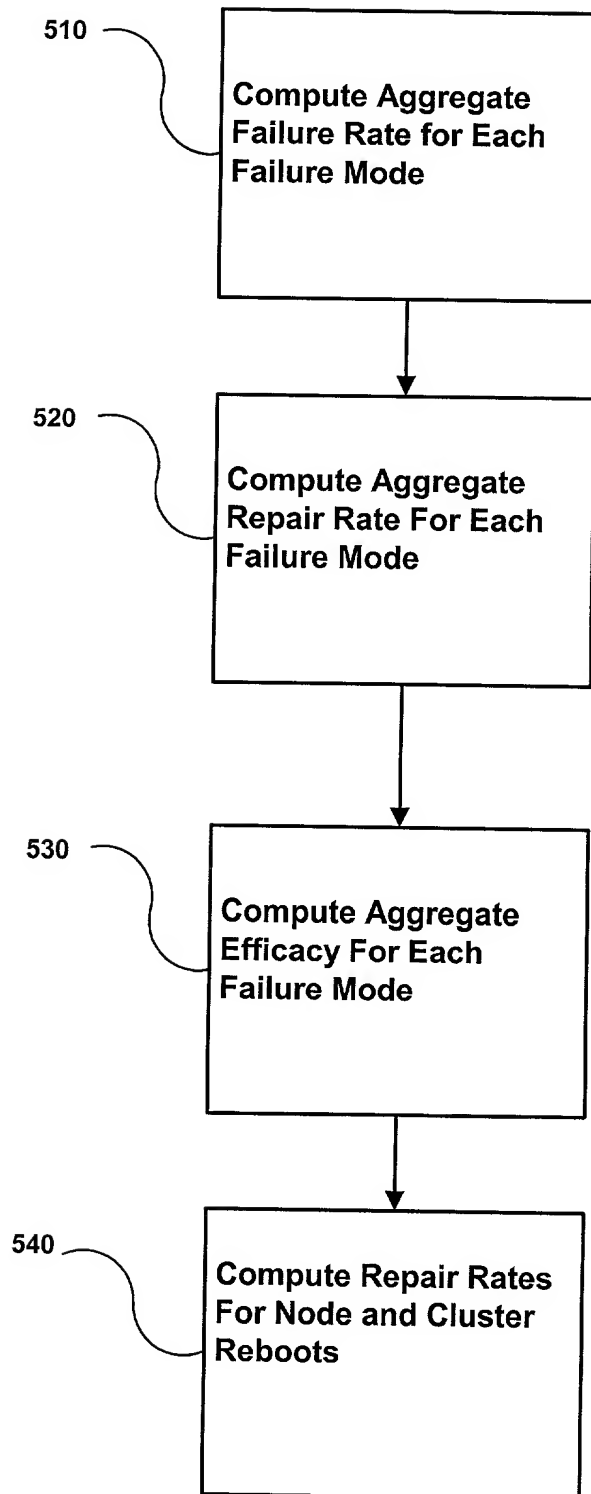 510
Compute Aggregate
Failure Rate for Each
Failure Mode
520
Compute Aggregate
Repair Rate For Each
Failure Mode
530
Compute Aggregate
Efficacy For Each
Failure Mode
540
Compute Repair Rates
For Node and Cluster
Reboots